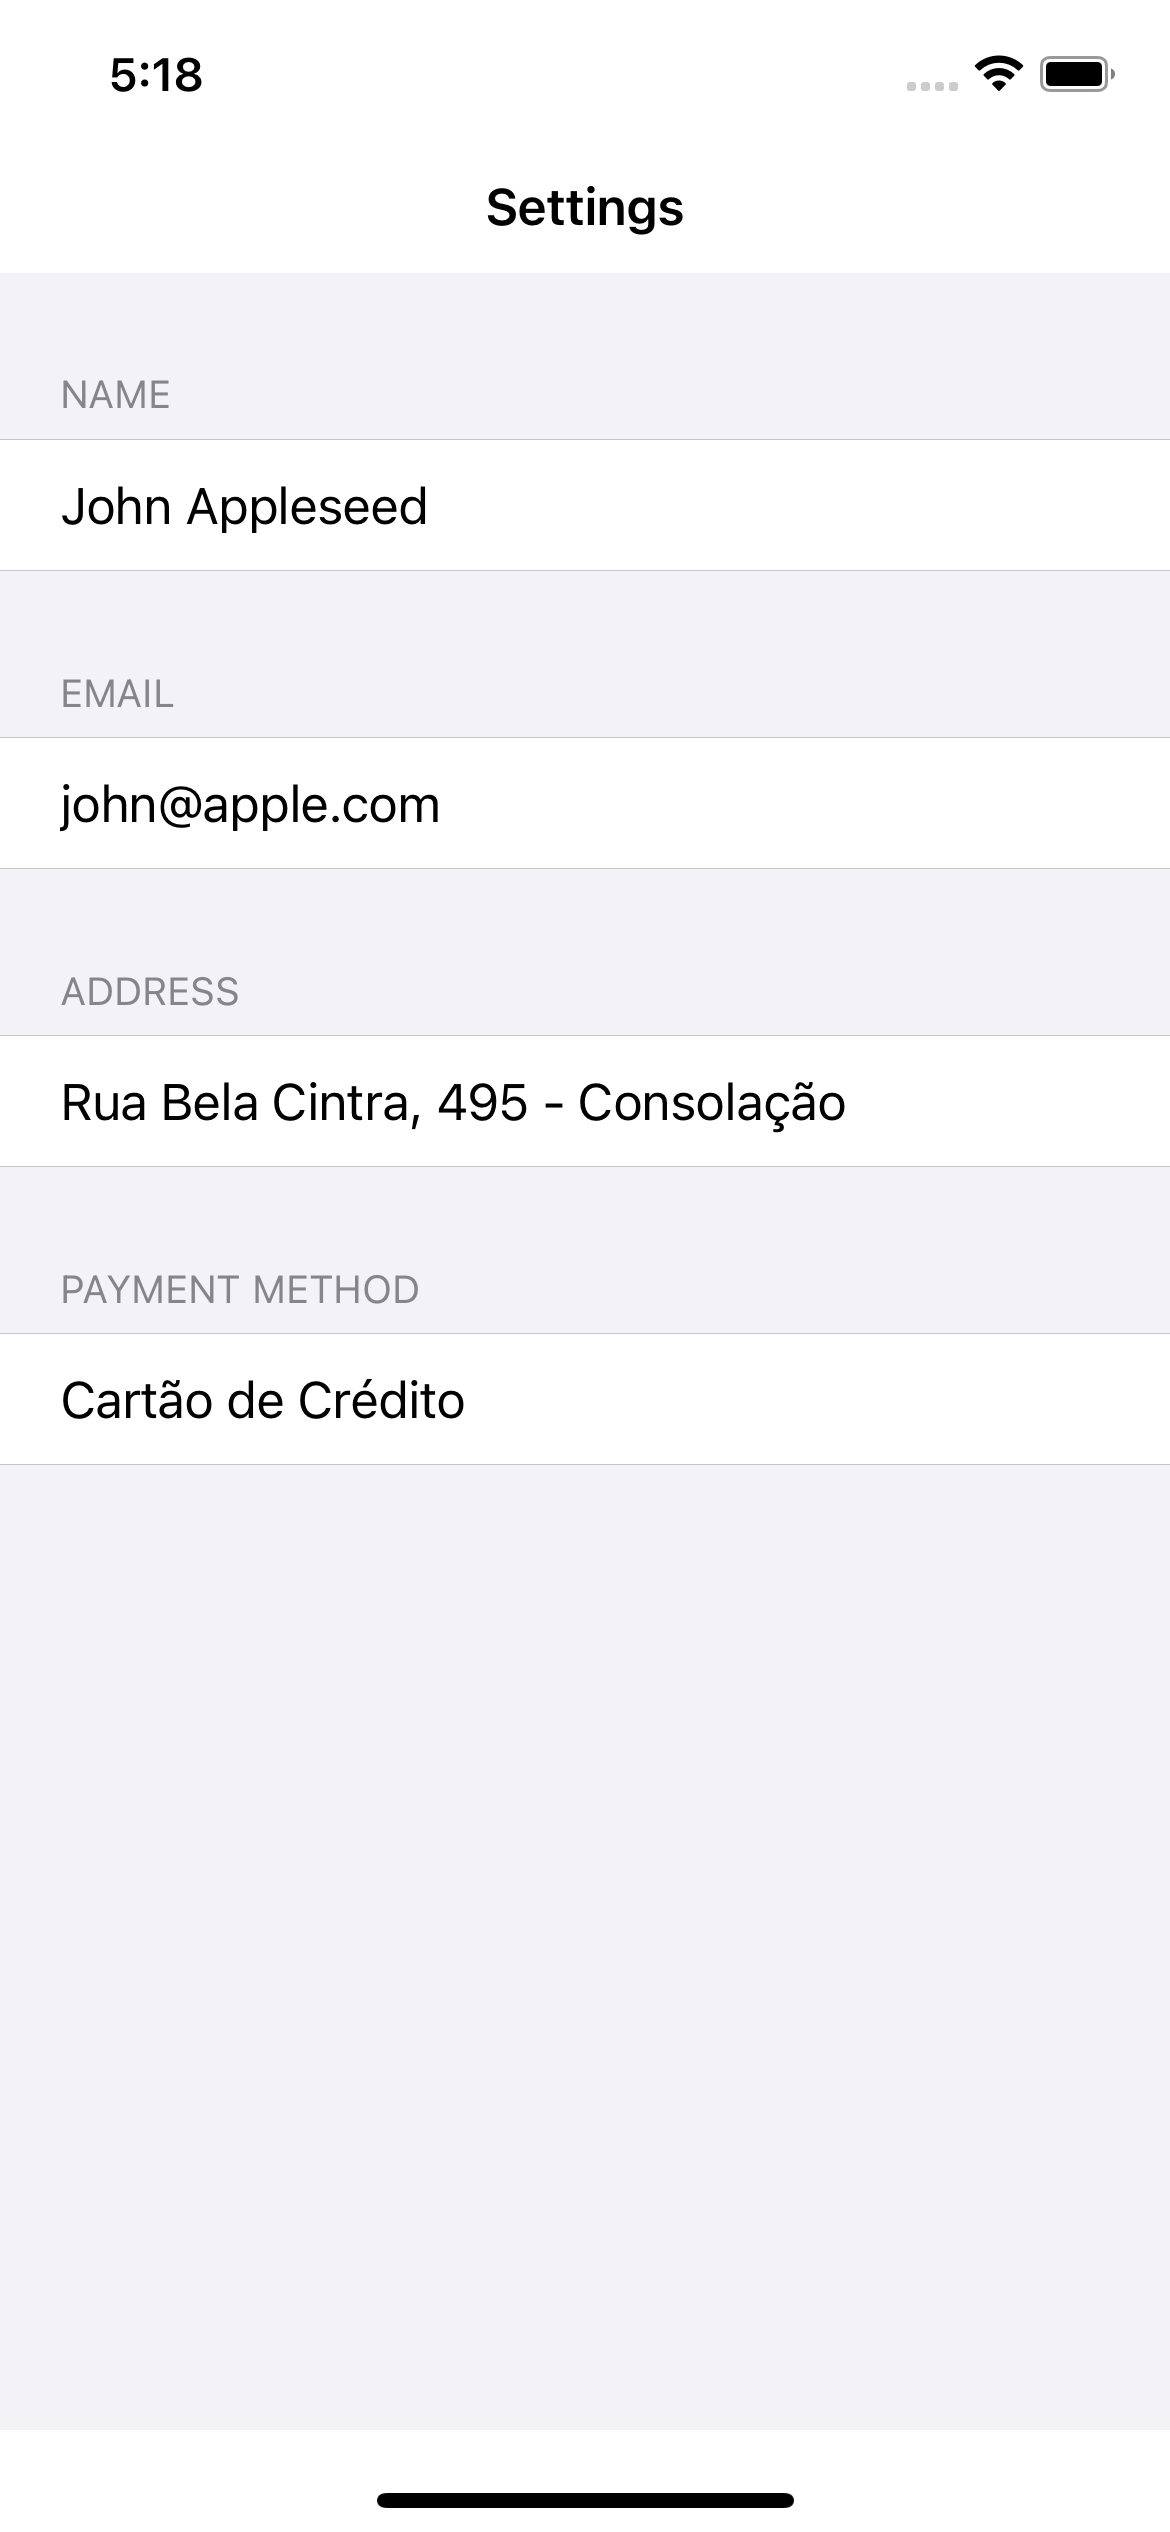 5:18
Settings
NAME
John Appleseed
EMAIL
john@apple.com
ADDRESS
Rua Bela Cintra, 495 - Consolação
PAYMENT METHOD
Cartão de Crédito